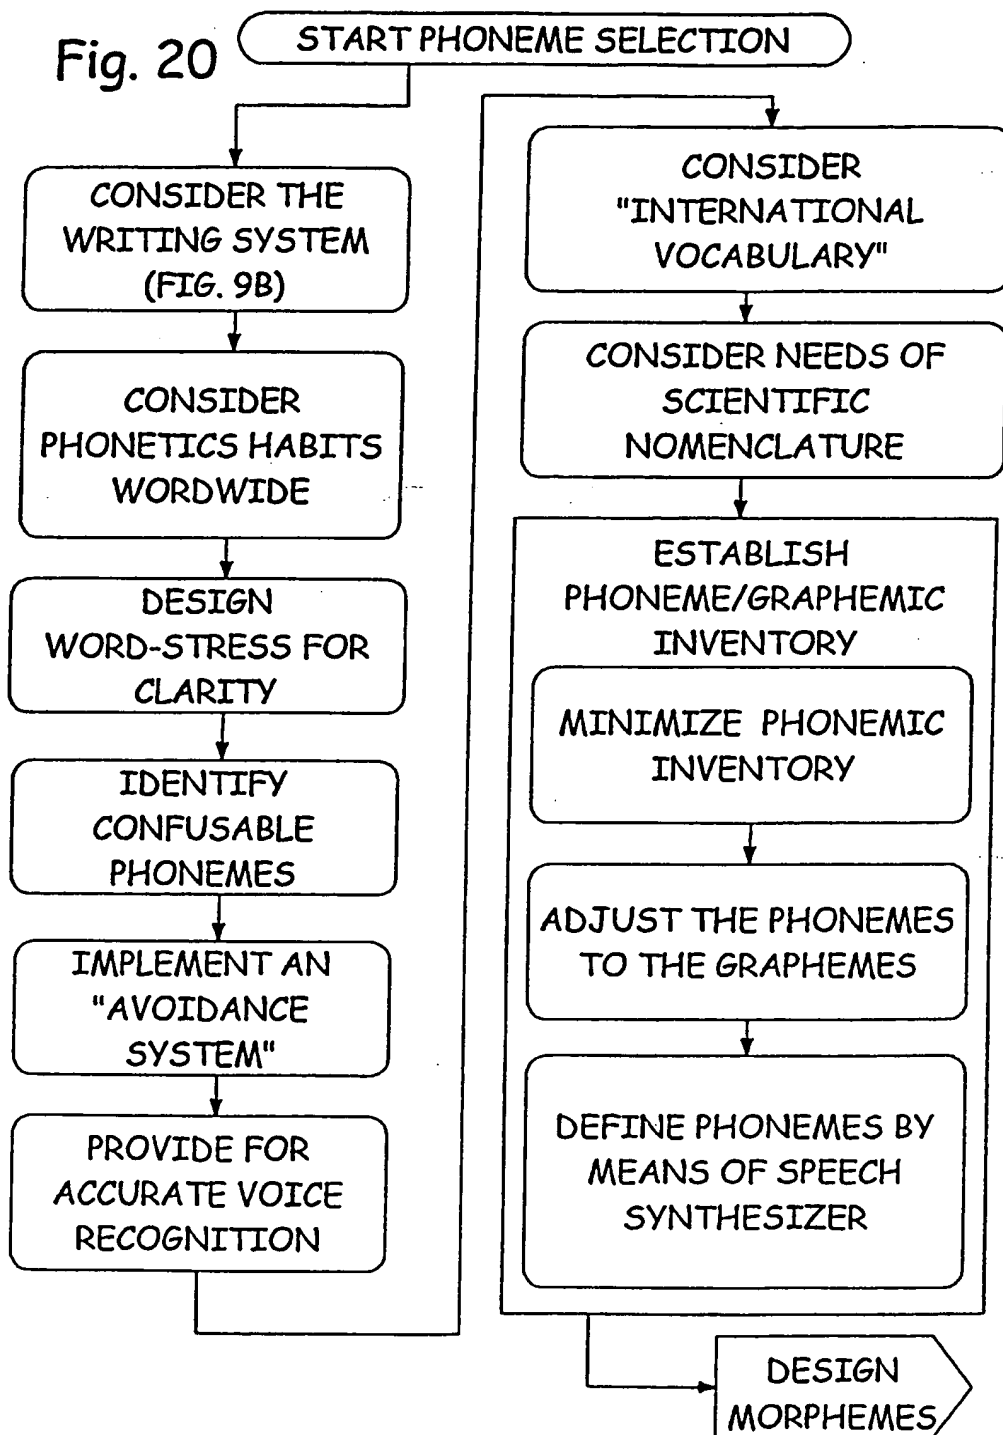 Fig. 20
START PHONEME SELECTION
CONSIDER THE
WRITING SYSTEM
(FIG. 9B)
CONSIDER
PHONETICS HABITS
WORDWIDE
DESIGN
WORD-STRESS FOR
CLARITY
IDENTIFY
CONFUSABLE
PHONEMES
IMPLEMENT AN
"AVOIDANCE
SYSTEM"
PROVIDE FOR
ACCURATE VOICE
RECOGNITION
CONSIDER
"INTERNATIONAL
VOCABULARY"
CONSIDER NEEDS OF
SCIENTIFIC
NOMENCLATURE
ESTABLISH
PHONEME/GRAPHEMIC
INVENTORY
MINIMIZE PHONEMIC
INVENTORY
ADJUST THE PHONEMES
TO THE GRAPHEMES
DEFINE PHONEMES BY
MEANS OF SPEECH
SYNTHESIZER
DESIGN
MORPHEMES